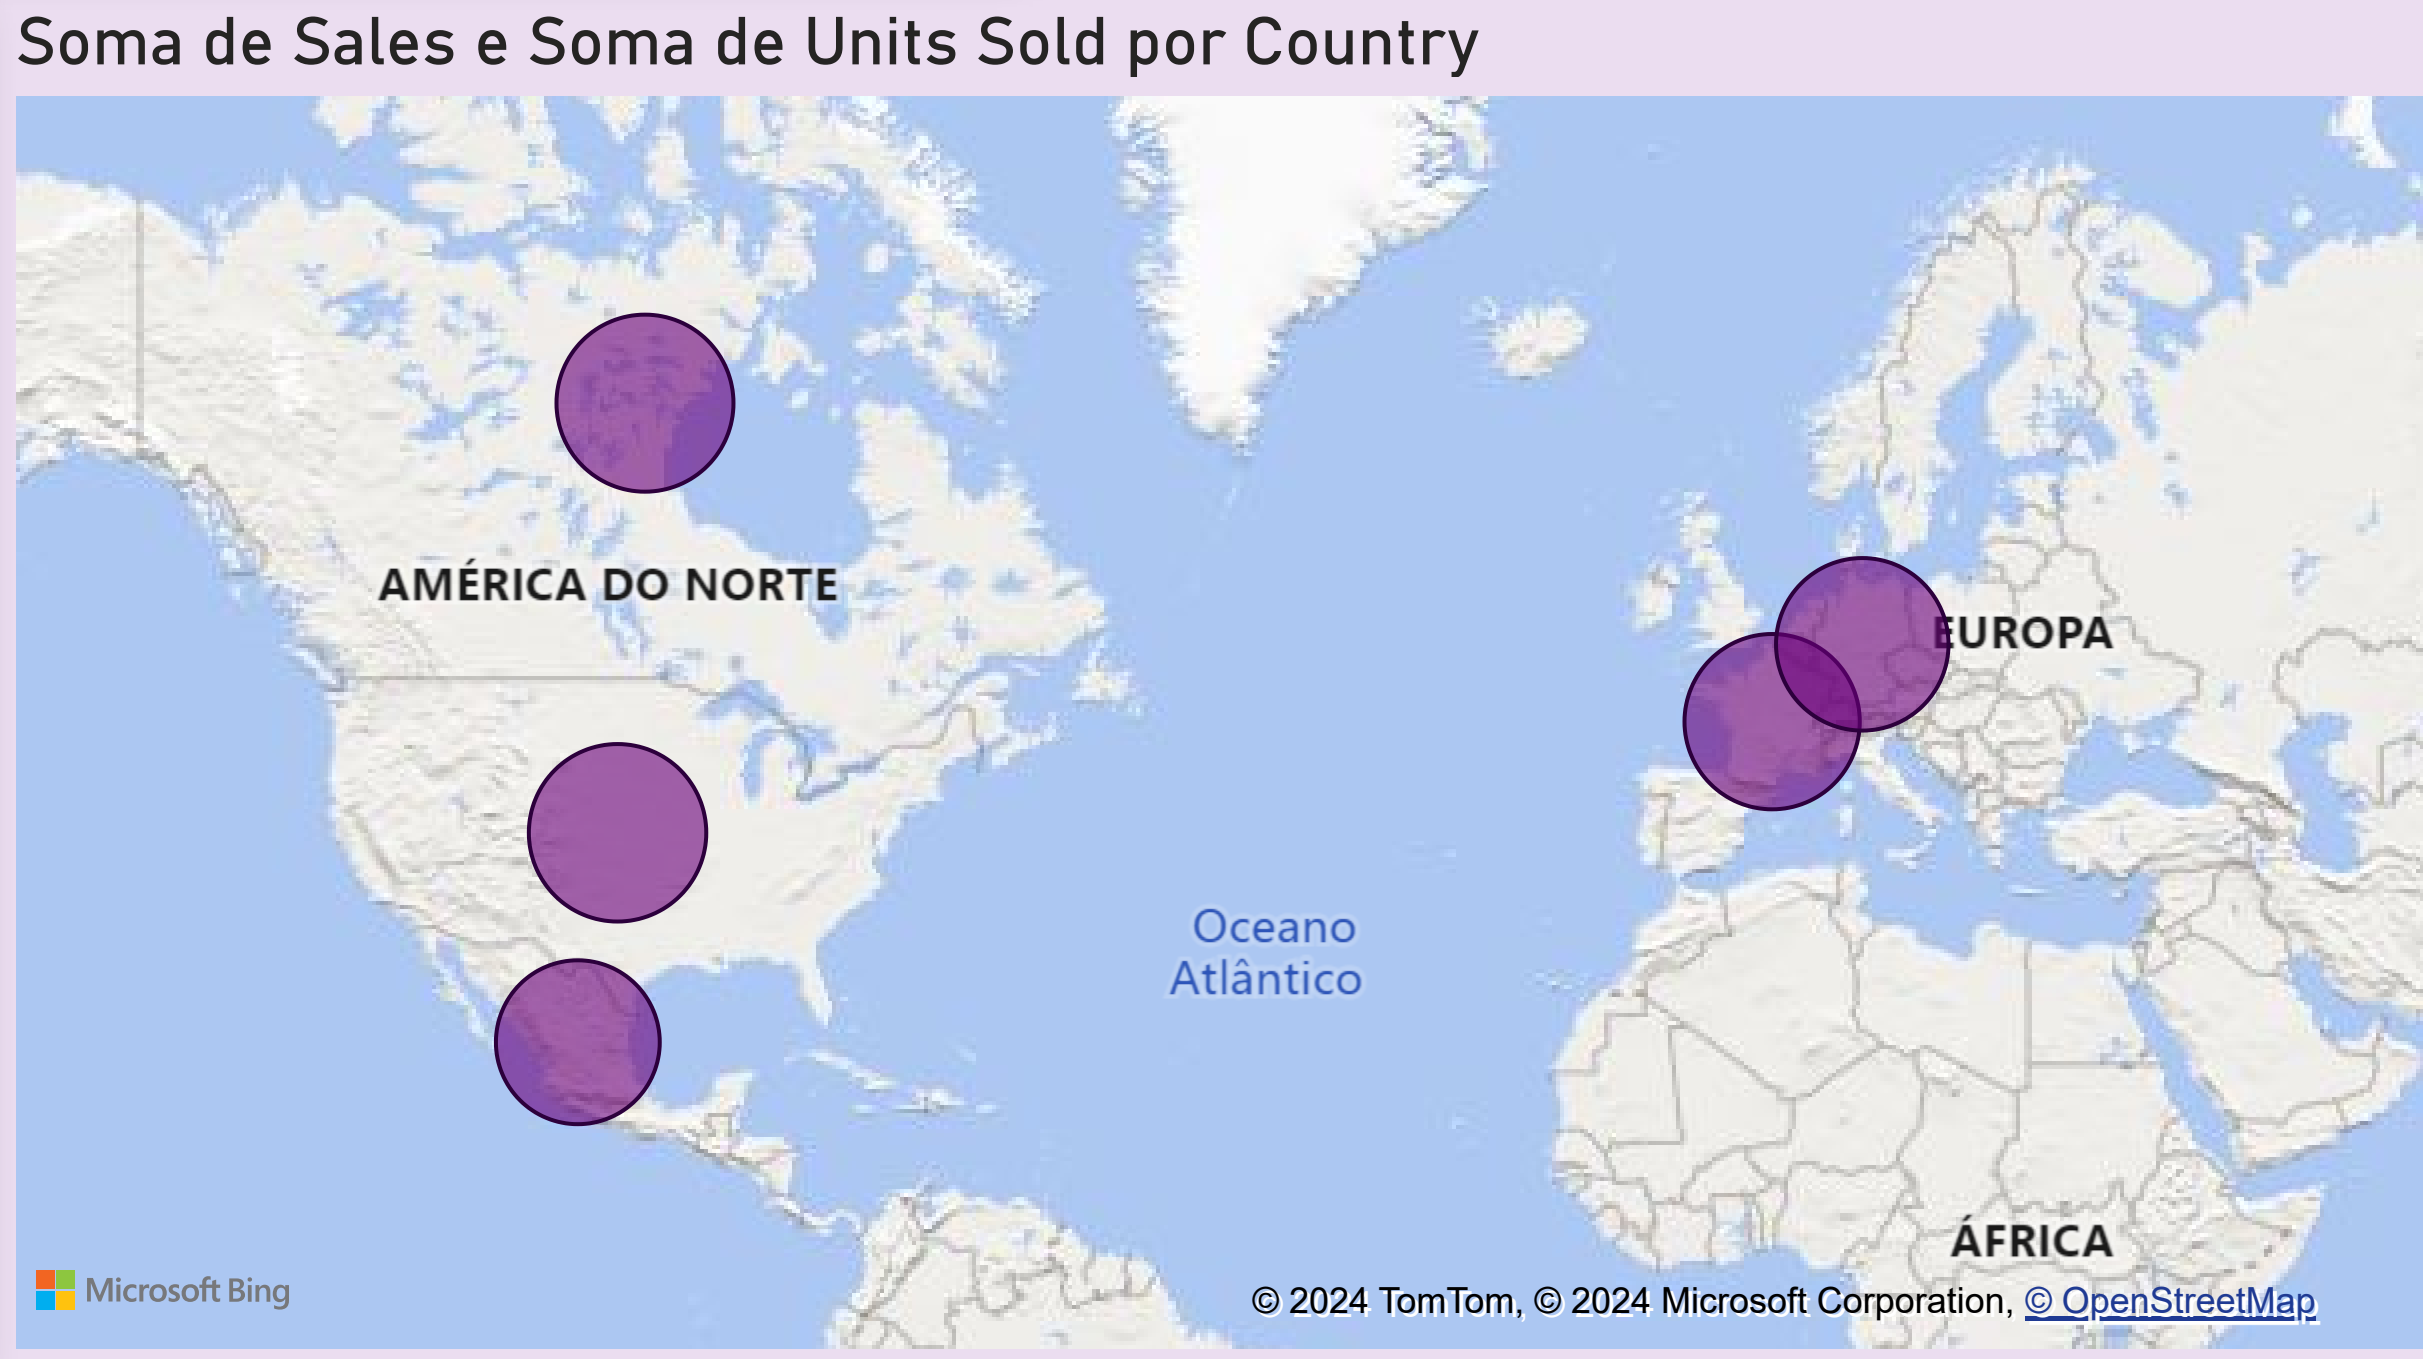 Soma de Sales e Soma de Units Sold por Country
AMÉRICA DO NORTE
EUROPA
Oceano
Atlântico
ÁFRICA
Microsoft Bing
© 2024 TomTom, © 2024 Microsoft Corporation, © OpenStreetMap